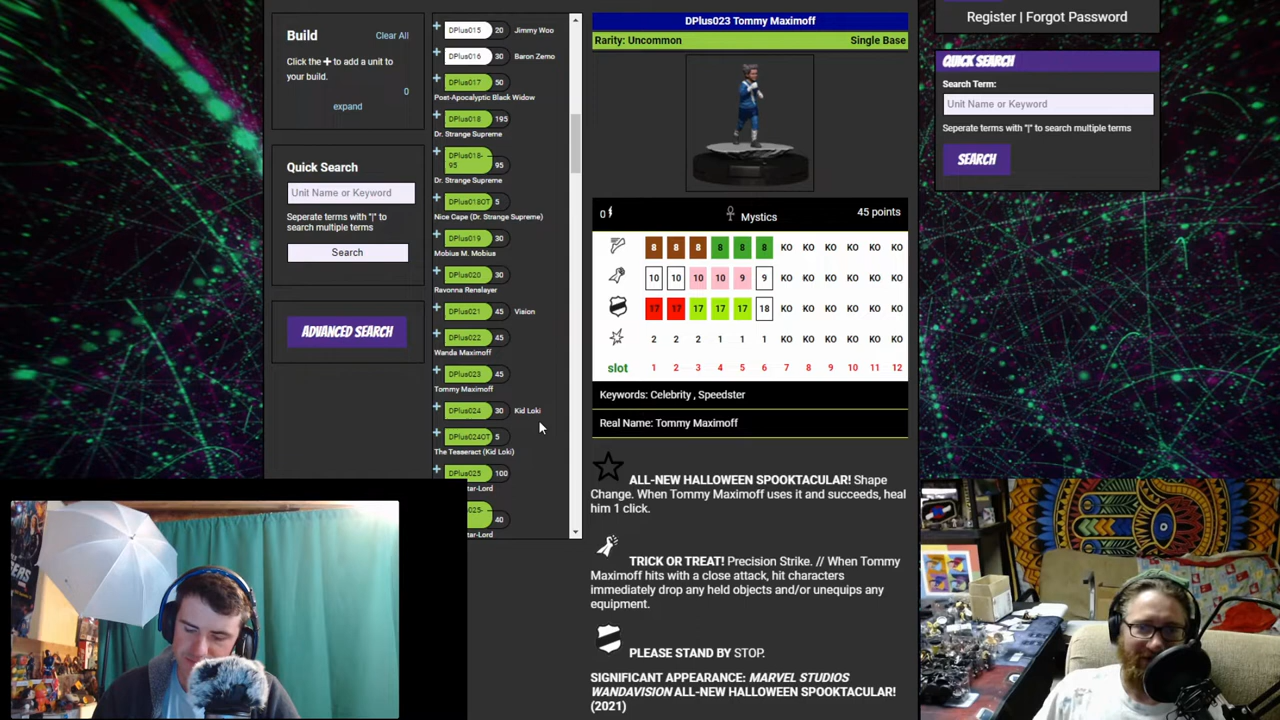 Build
Clear All
Click the + to add a unit to
your build.
0
expand
Quick Search
Unit Name or Keyword
Seperate terms with "|" to
search multiple terms
Search
ADVANCED SEARCH
DPlus015 20 Jimmy Woo
DPlus016 30 Baron Zemo
DPlus017 50
Post-Apocalyptic Black Widow
DPlus018 195
Dr. Strange Supreme
DPlus018-
95 95
Dr. Strange Supreme
DPlus018OT 5
Nice Cape (Dr. Strange Supreme)
DPlus019 30
Mobius M. Mobius
DPlus020 30
Ravonna Renslayer
DPlus021 45 Vision
DPlus022 45
Wanda Maximoff
DPlus023 45
Tommy Maximoff
DPlus024 30 Kid Loki
DPlus024OT 5
The Tesseract (Kid Loki)
DPlus025 100
tar-Lord
025-
40
tar-Lord
DPlus023 Tommy Maximoff
Rarity: Uncommon Single Base
0 Mystics 45 points
8 8 8 8 8 8 KO KO KO KO KO KO
10 10 10 10 9 9 KO KO KO KO KO KO
17 17 17 17 17 18 KO KO KO KO KO KO
2 2 2 1 1 1 KO KO KO KO KO KO
slot 1 2 3 4 5 6 7 8 9 10 11 12
Keywords: Celebrity , Speedster
Real Name: Tommy Maximoff
ALL-NEW HALLOWEEN SPOOKTACULAR! Shape
Change. When Tommy Maximoff uses it and succeeds, heal
him 1 click.
TRICK OR TREAT! Precision Strike. // When Tommy
Maximoff hits with a close attack, hit characters
immediately drop any held objects and/or unequips any
equipment.
PLEASE STAND BY STOP.
SIGNIFICANT APPEARANCE: MARVEL STUDIOS
WANDAVISION ALL-NEW HALLOWEEN SPOOKTACULAR!
(2021)
Register | Forgot Password
QUICK SEARCH
Search Term:
Unit Name or Keyword
Seperate terms with "|" to search multiple terms
SEARCH